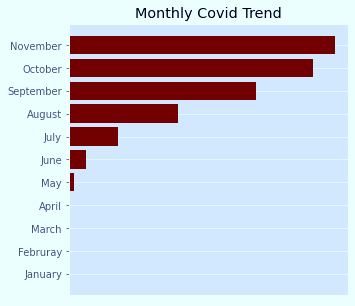 Monthly Covid Trend
November
October
September
August
July
June
May
April
March
Februray
January